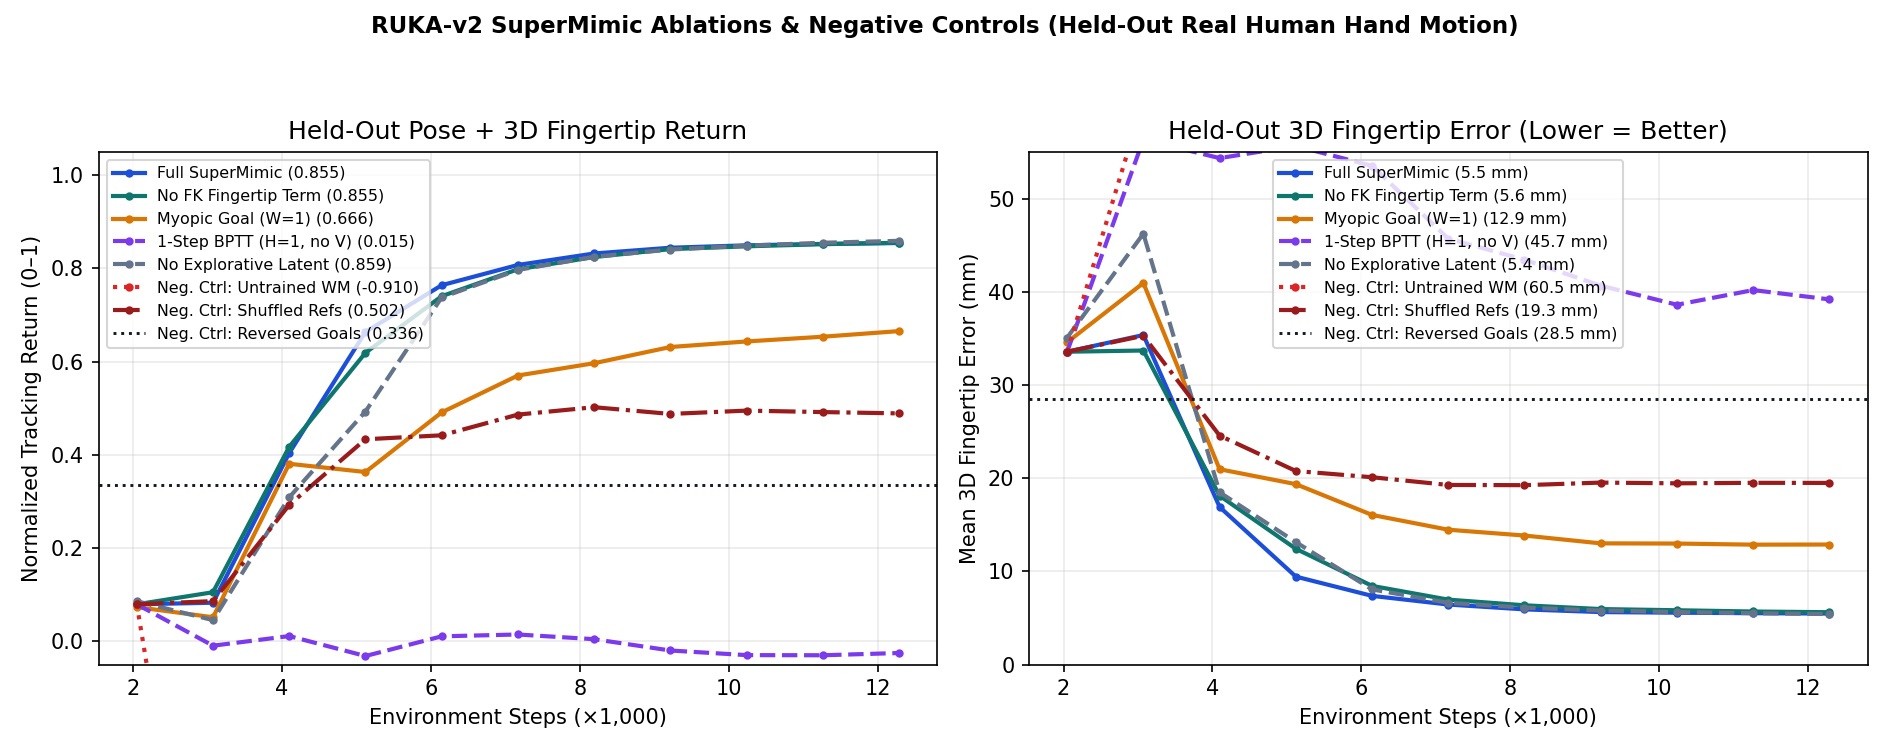 RUKA-v2 SuperMimic Ablations & Negative Controls (Held-Out Real Human Hand Motion)
Held-Out Pose + 3D Fingertip Return
Normalized Tracking Return (0–1)
1.0
0.8
0.6
0.4
0.2
0.0
Full SuperMimic (0.855)
No FK Fingertip Term (0.855)
Myopic Goal (W=1) (0.666)
1-Step BPTT (H=1, no V) (0.015)
No Explorative Latent (0.859)
Neg. Ctrl: Untrained WM (-0.910)
Neg. Ctrl: Shuffled Refs (0.502)
Neg. Ctrl: Reversed Goals (0.336)
2 4 6 8 10 12
Environment Steps (×1,000)
Held-Out 3D Fingertip Error (Lower = Better)
Mean 3D Fingertip Error (mm)
50
40
30
20
10
0
Full SuperMimic (5.5 mm)
No FK Fingertip Term (5.6 mm)
Myopic Goal (W=1) (12.9 mm)
1-Step BPTT (H=1, no V) (45.7 mm)
No Explorative Latent (5.4 mm)
Neg. Ctrl: Untrained WM (60.5 mm)
Neg. Ctrl: Shuffled Refs (19.3 mm)
Neg. Ctrl: Reversed Goals (28.5 mm)
2 4 6 8 10 12
Environment Steps (×1,000)